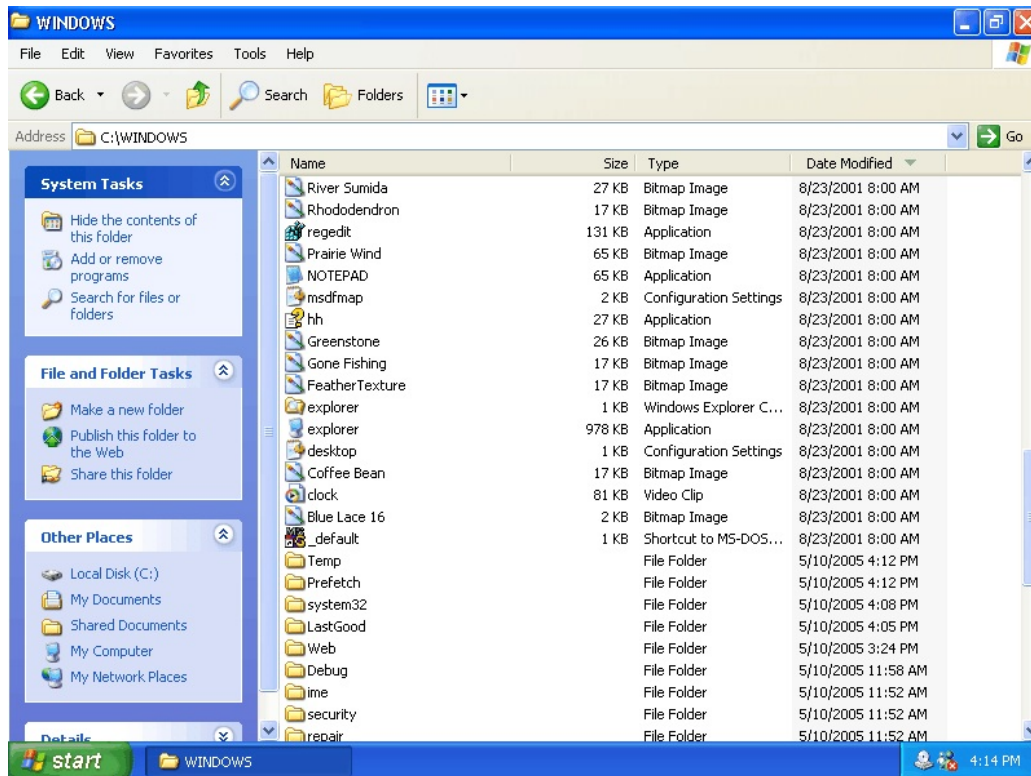 WINDOWS
File Edit View Favorites Tools Help
Back Search Folders
Address C:\WINDOWS Go
System Tasks
Hide the contents of
this folder
Add or remove
programs
Search for files or
folders
File and Folder Tasks
Make a new folder
Publish this folder to
the Web
Share this folder
Other Places
Local Disk (C:)
My Documents
Shared Documents
My Computer
My Network Places
Details
Name Size Type Date Modified
River Sumida 27 KB Bitmap Image 8/23/2001 8:00 AM
Rhododendron 17 KB Bitmap Image 8/23/2001 8:00 AM
regedit 131 KB Application 8/23/2001 8:00 AM
Prairie Wind 65 KB Bitmap Image 8/23/2001 8:00 AM
NOTEPAD 65 KB Application 8/23/2001 8:00 AM
msdfmap 2 KB Configuration Settings 8/23/2001 8:00 AM
hh 27 KB Application 8/23/2001 8:00 AM
Greenstone 26 KB Bitmap Image 8/23/2001 8:00 AM
Gone Fishing 17 KB Bitmap Image 8/23/2001 8:00 AM
FeatherTexture 17 KB Bitmap Image 8/23/2001 8:00 AM
explorer 1 KB Windows Explorer C... 8/23/2001 8:00 AM
explorer 978 KB Application 8/23/2001 8:00 AM
desktop 1 KB Configuration Settings 8/23/2001 8:00 AM
Coffee Bean 17 KB Bitmap Image 8/23/2001 8:00 AM
clock 81 KB Video Clip 8/23/2001 8:00 AM
Blue Lace 16 2 KB Bitmap Image 8/23/2001 8:00 AM
_default 1 KB Shortcut to MS-DOS... 8/23/2001 8:00 AM
Temp File Folder 5/10/2005 4:12 PM
Prefetch File Folder 5/10/2005 4:12 PM
system32 File Folder 5/10/2005 4:08 PM
LastGood File Folder 5/10/2005 4:05 PM
Web File Folder 5/10/2005 3:24 PM
Debug File Folder 5/10/2005 11:58 AM
ime File Folder 5/10/2005 11:52 AM
security File Folder 5/10/2005 11:52 AM
repair File Folder 5/10/2005 11:52 AM
start WINDOWS 4:14 PM